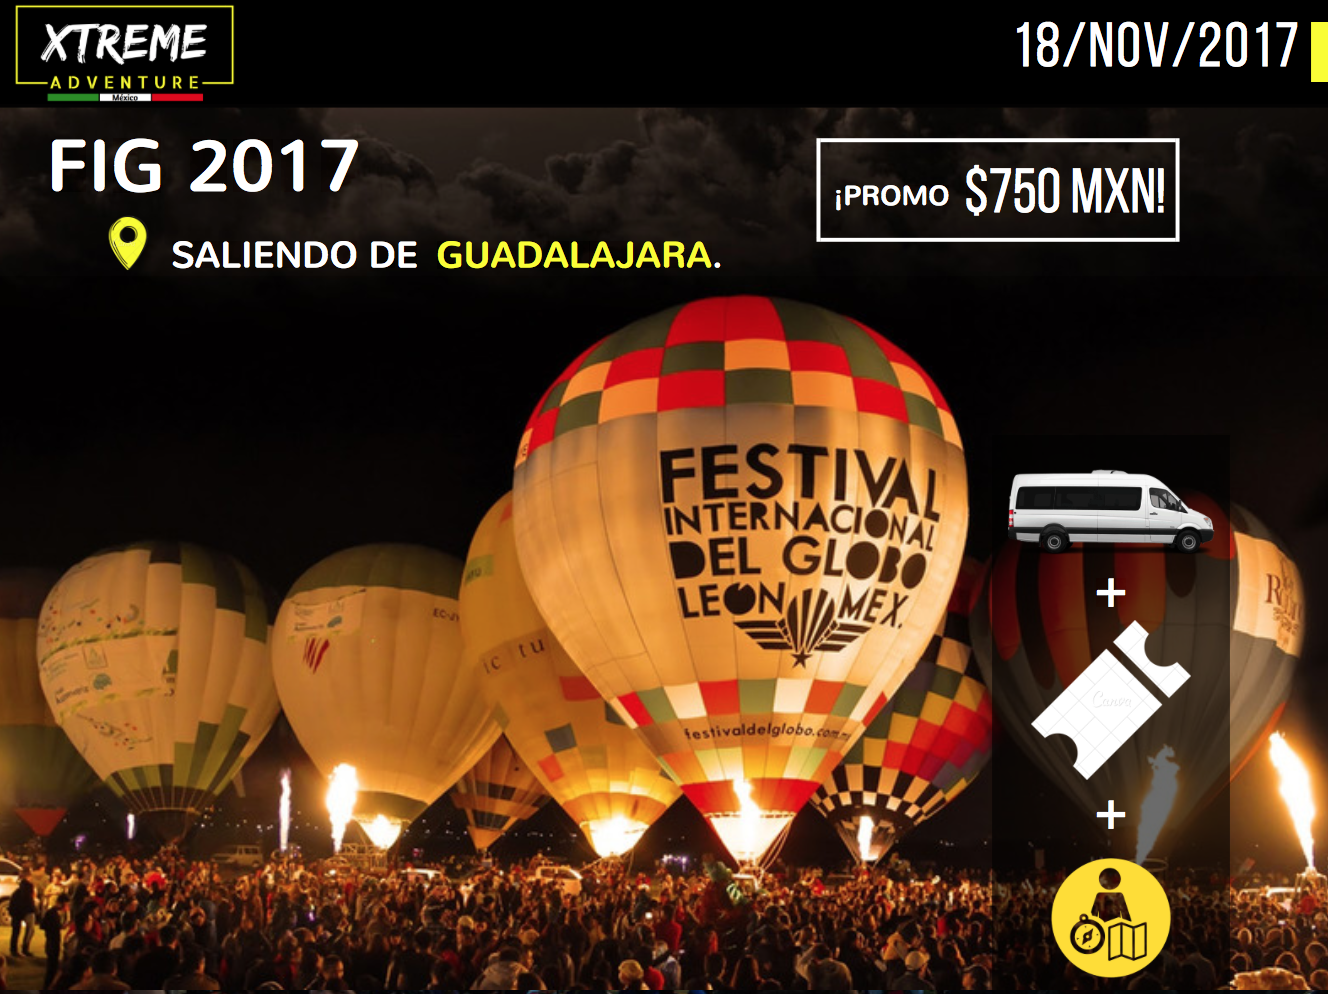 XTREME
ADVENTURE
México
18/NOV/2017
FIG 2017
¡PROMO $750 MXN!
SALIENDO DE GUADALAJARA.
FESTIVAL
INTERNACIONAL
DEL GLOBO
LEON MEX.
festivaldelglobo.com.mx
Canva